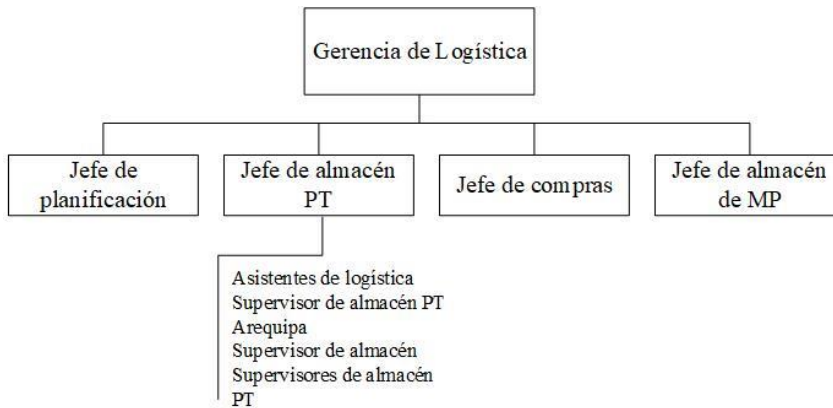 Gerencia de Logística
Jefe de
planificación
Jefe de almacén
PT
Jefe de compras
Jefe de almacén
de MP
Asistentes de logística
Supervisor de almacén PT
Arequipa
Supervisor de almacén
Supervisores de almacén
PT